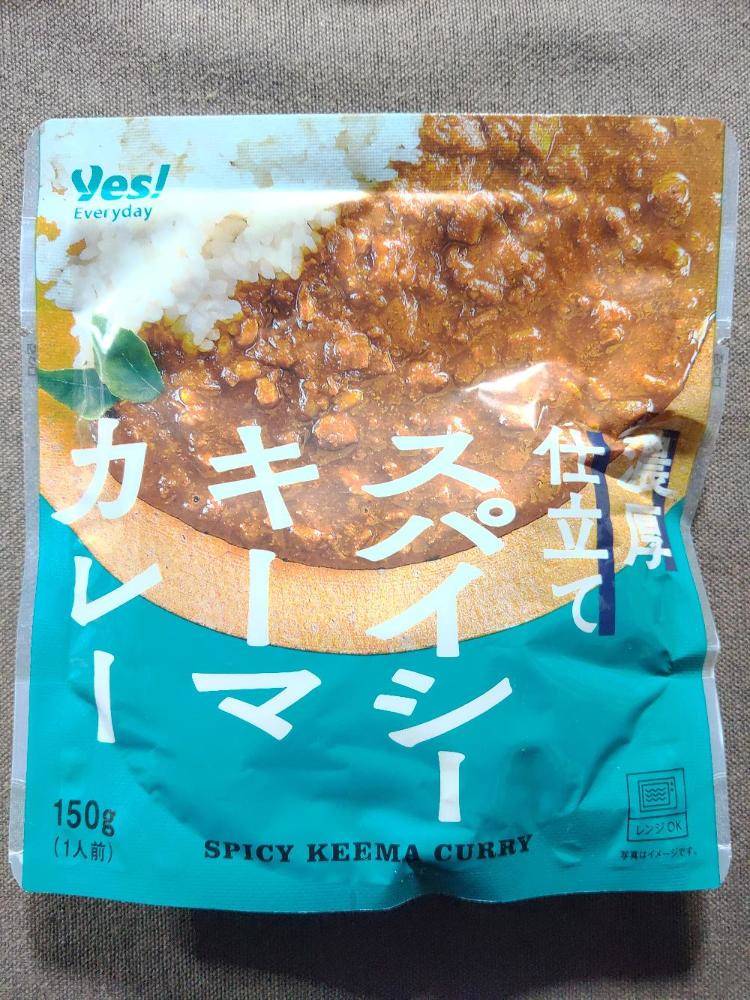 Yes!
Everyday
濃厚
仕立て
スパイシー
キーマ
カレー
150g
(1人前)
SPICY KEEMA CURRY
レンジOK
写真はイメージです。